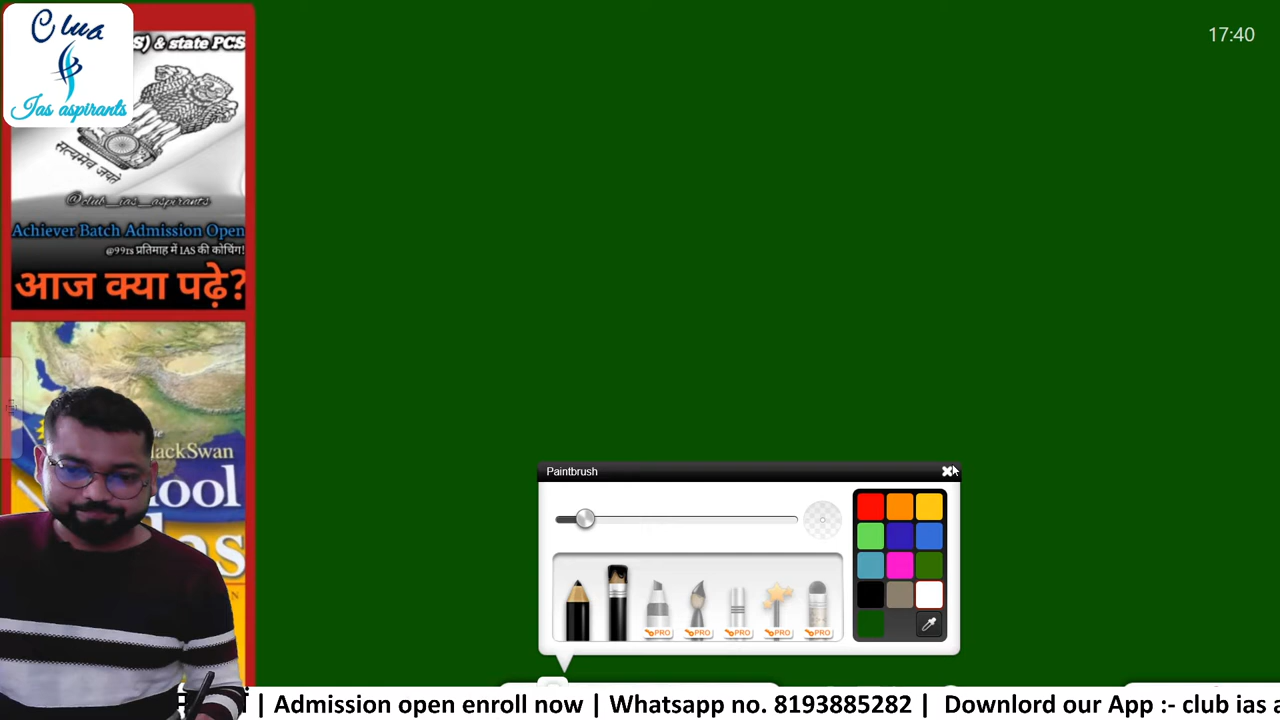 Club
Ias aspirants
S) & state PCS
सत्यमेव जयते
@club_ias_aspirants
Achiever Batch Admission Open
@99rs प्रतिमाह में IAS की कोचिंग!
आज क्या पढ़े?
17:40
lackSwan
ool
as
Paintbrush
PRO
PRO
PRO
PRO
PRO
| Admission open enroll now | Whatsapp no. 8193885282 | Downlord our App :- club ias a